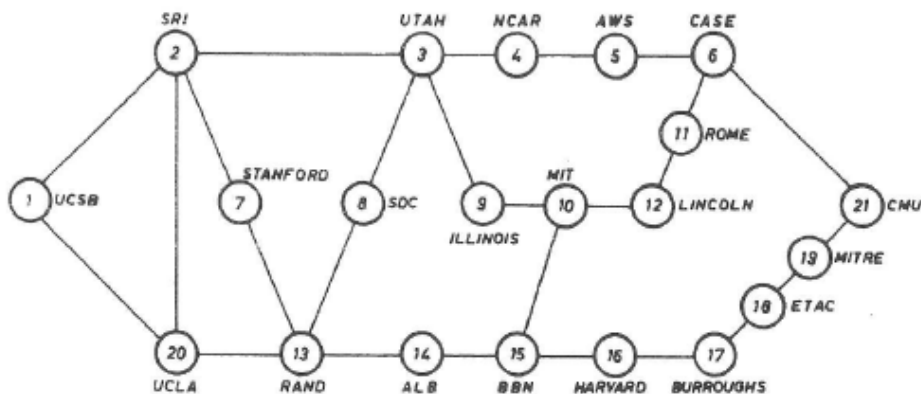 SRI UTAH NCAR AWS CASE
2 3 4 5 6
11 ROME
STANFORD MIT
1 UCSB 7 8 SDC 9 10 12 LINCOLN 21 CMU
ILLINOIS
19 MITRE
18 ETAC
20 13 14 15 16 17
UCLA RAND ALB BBN HARVARD BURROUGHS